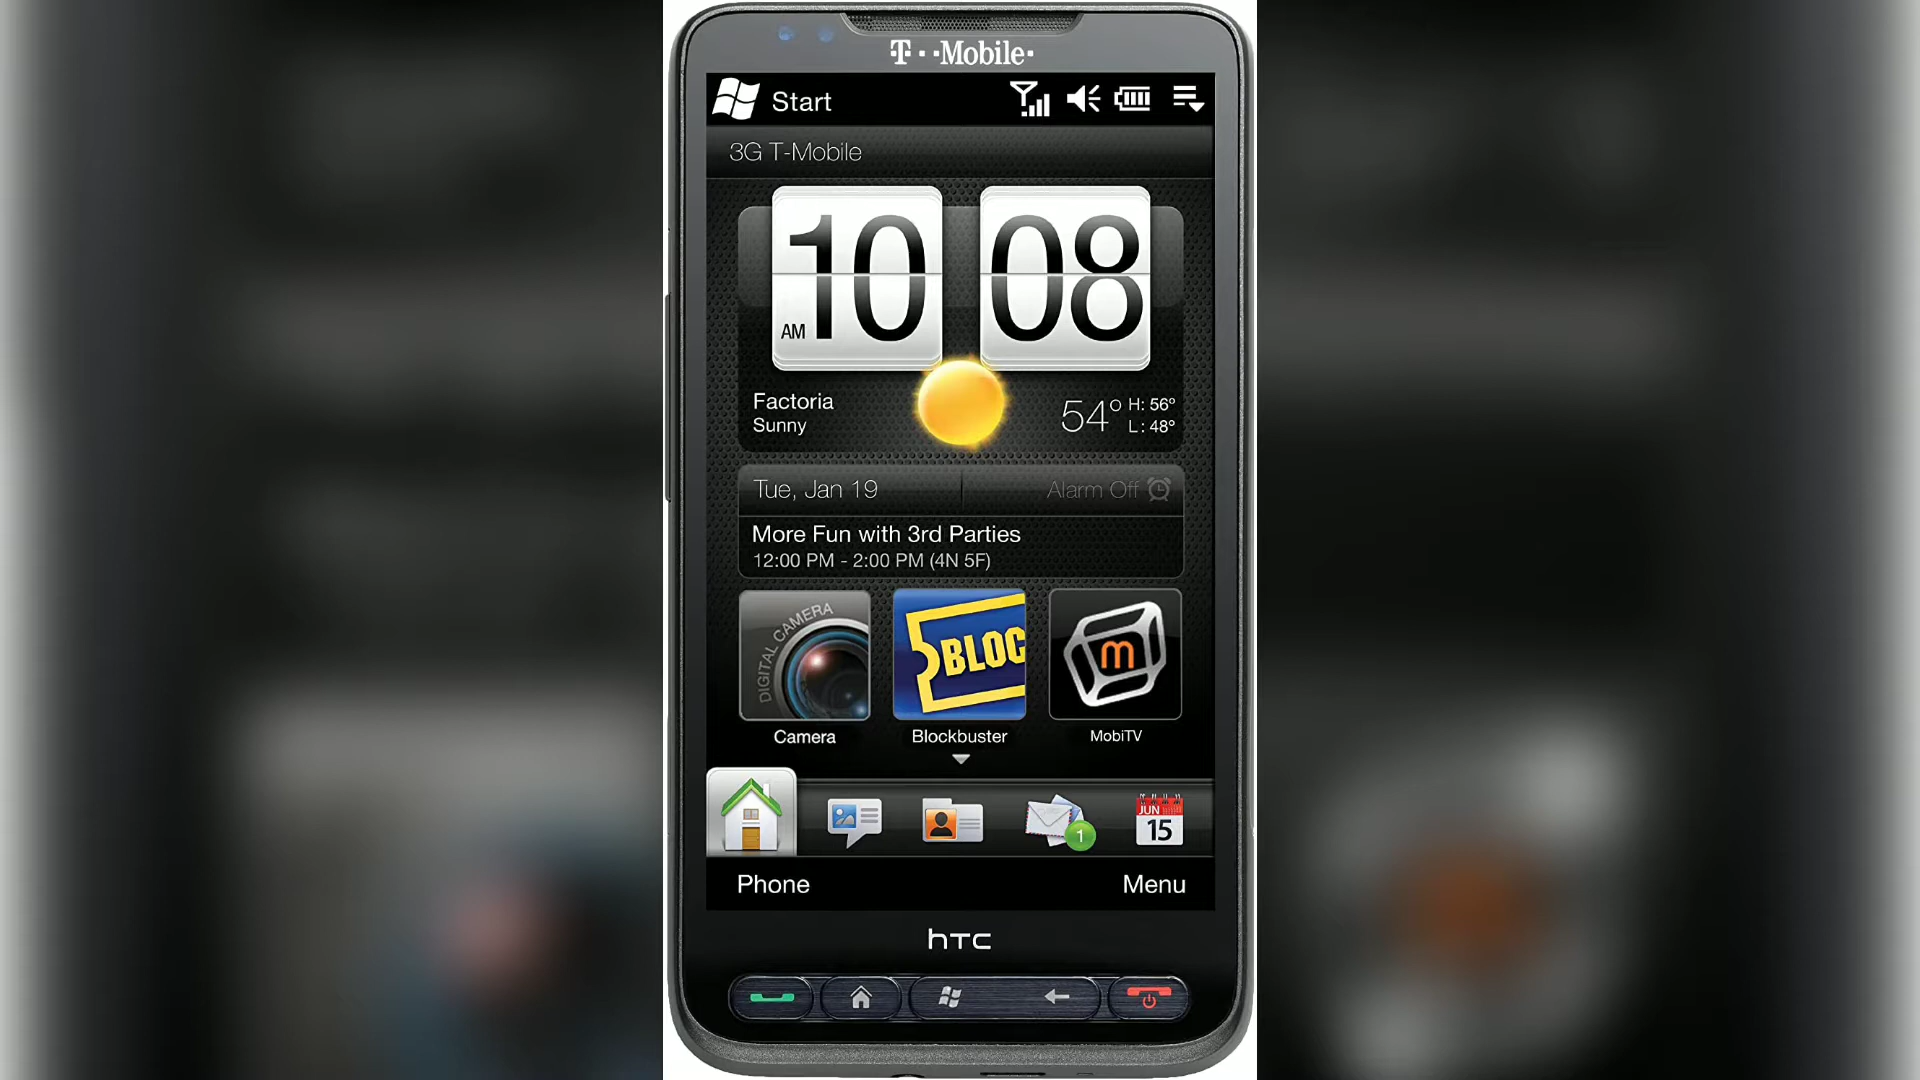 T··Mobile·
Start
3G T-Mobile
10 08
AM
Factoria
Sunny
54° H: 56°
L: 48°
Tue, Jan 19
Alarm Off
More Fun with 3rd Parties
12:00 PM - 2:00 PM (4N 5F)
DIGITAL CAMERA
BLOC
m
Camera
Blockbuster
MobiTV
1
JUN
15
Phone
Menu
hTC